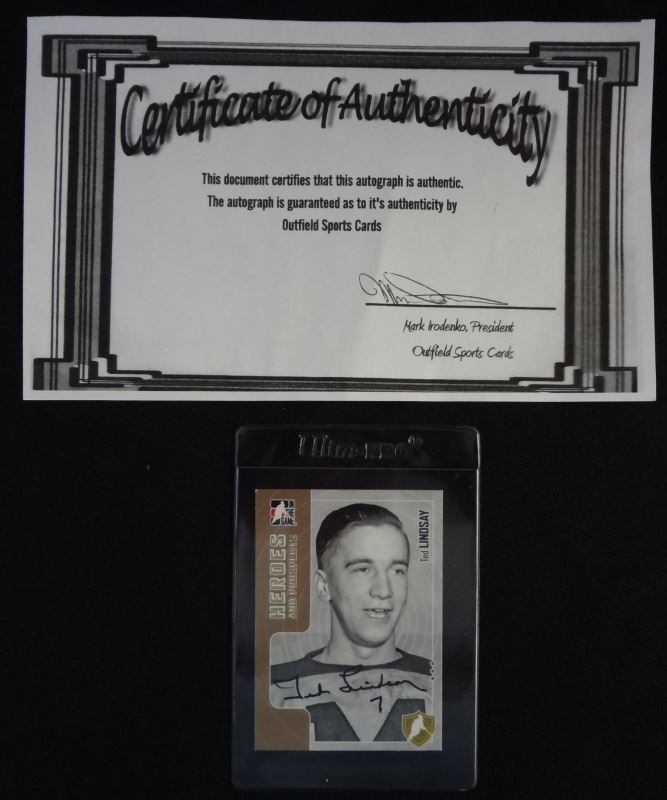 Certificate of Authenticity
This document certifies that this autograph is authentic.
The autograph is guaranteed as to it's authenticity by
Outfield Sports Cards
Mark Irodenko, President
Outfield Sports Cards
IN
THE
GAME
HEROES
AND PROSPECTS
Ted LINDSAY
Ted Lindsay
7